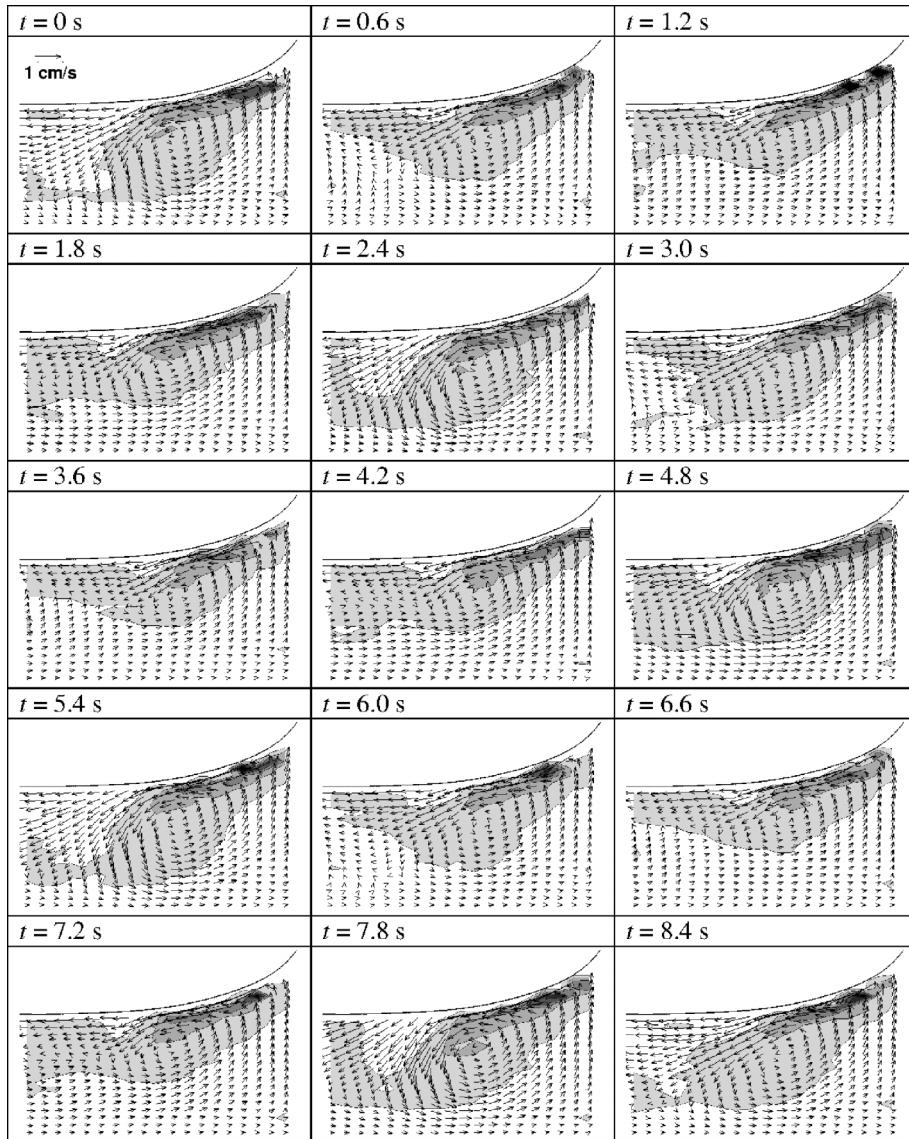 t = 0 s
t = 0.6 s
t = 1.2 s
1 cm/s
t = 1.8 s
t = 2.4 s
t = 3.0 s
t = 3.6 s
t = 4.2 s
t = 4.8 s
t = 5.4 s
t = 6.0 s
t = 6.6 s
t = 7.2 s
t = 7.8 s
t = 8.4 s